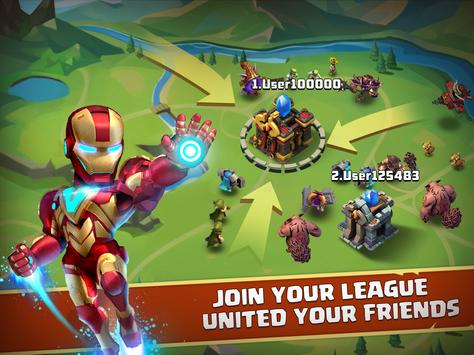 1.User100000
2.User125483
JOIN YOUR LEAGUE
UNITED YOUR FRIENDS